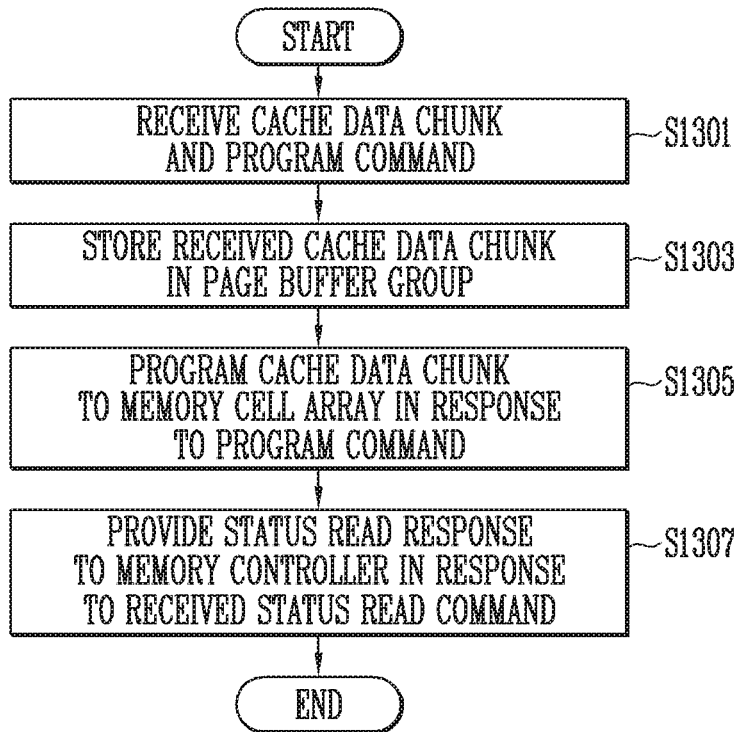 START
RECEIVE CACHE DATA CHUNK
AND PROGRAM COMMAND
S1301
STORE RECEIVED CACHE DATA CHUNK
IN PAGE BUFFER GROUP
S1303
PROGRAM CACHE DATA CHUNK
TO MEMORY CELL ARRAY IN RESPONSE
TO PROGRAM COMMAND
S1305
PROVIDE STATUS READ RESPONSE
TO MEMORY CONTROLLER IN RESPONSE
TO RECEIVED STATUS READ COMMAND
S1307
END